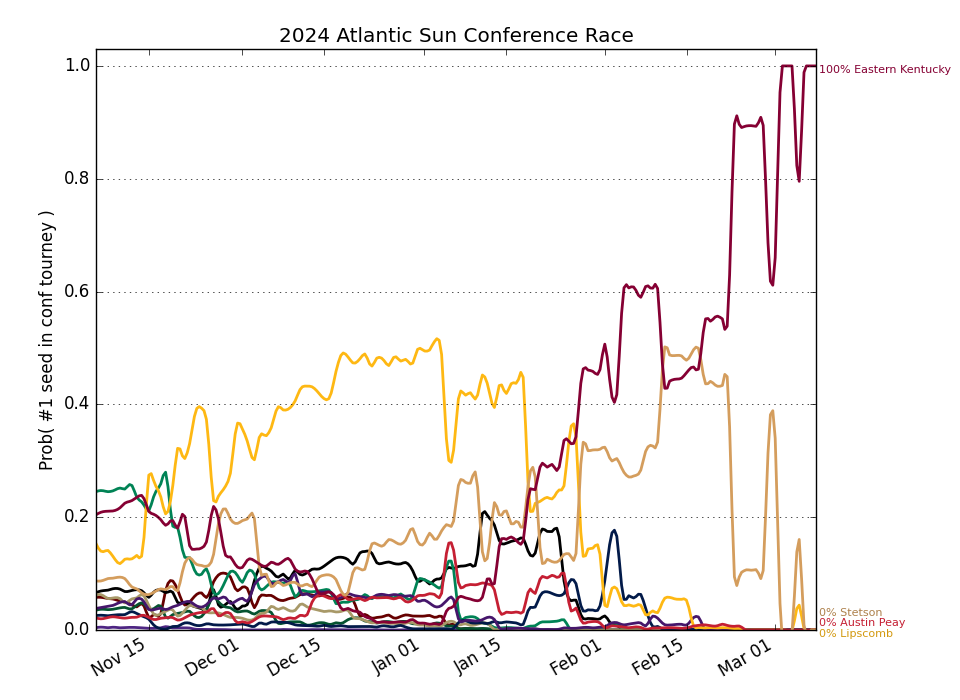 2024 Atlantic Sun Conference Race
Prob( #1 seed in conf tourney )
1.0
0.8
0.6
0.4
0.2
0.0
Nov 15
Dec 01
Dec 15
Jan 01
Jan 15
Feb 01
Feb 15
Mar 01
100% Eastern Kentucky
0% Stetson
0% Austin Peay
0% Lipscomb